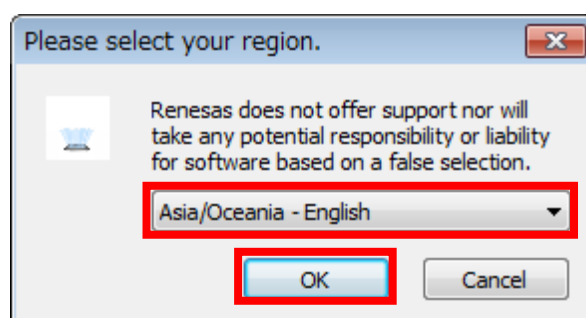 Please select your region.
Renesas does not offer support nor will
take any potential responsibility or liability
for software based on a false selection.
Asia/Oceania - English
OK
Cancel